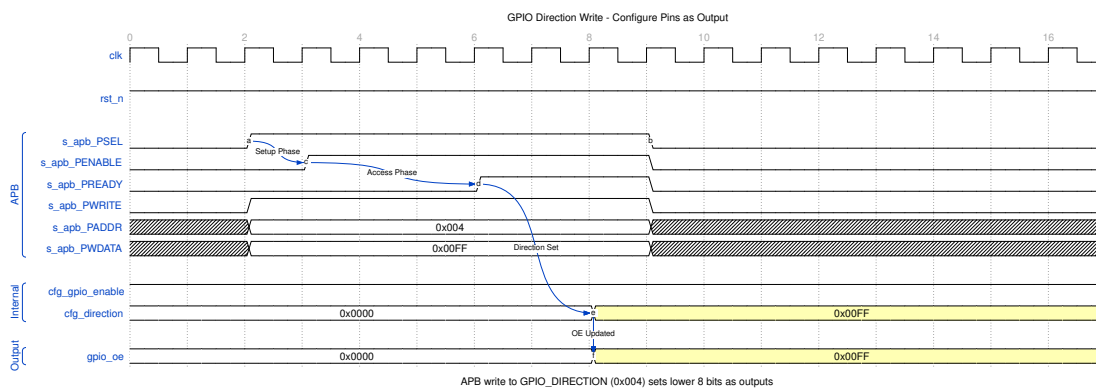 GPIO Direction Write - Configure Pins as Output
0 2 4 6 8 10 12 14 16
clk
rst_n
APB
s_apb_PSEL
Setup Phase
s_apb_PENABLE
Access Phase
s_apb_PREADY
s_apb_PWRITE
s_apb_PADDR 0x004
s_apb_PWDATA 0x00FF Direction Set
Internal
cfg_gpio_enable
cfg_direction 0x0000 0x00FF
OE Updated
Output
gpio_oe 0x0000 0x00FF
APB write to GPIO_DIRECTION (0x004) sets lower 8 bits as outputs